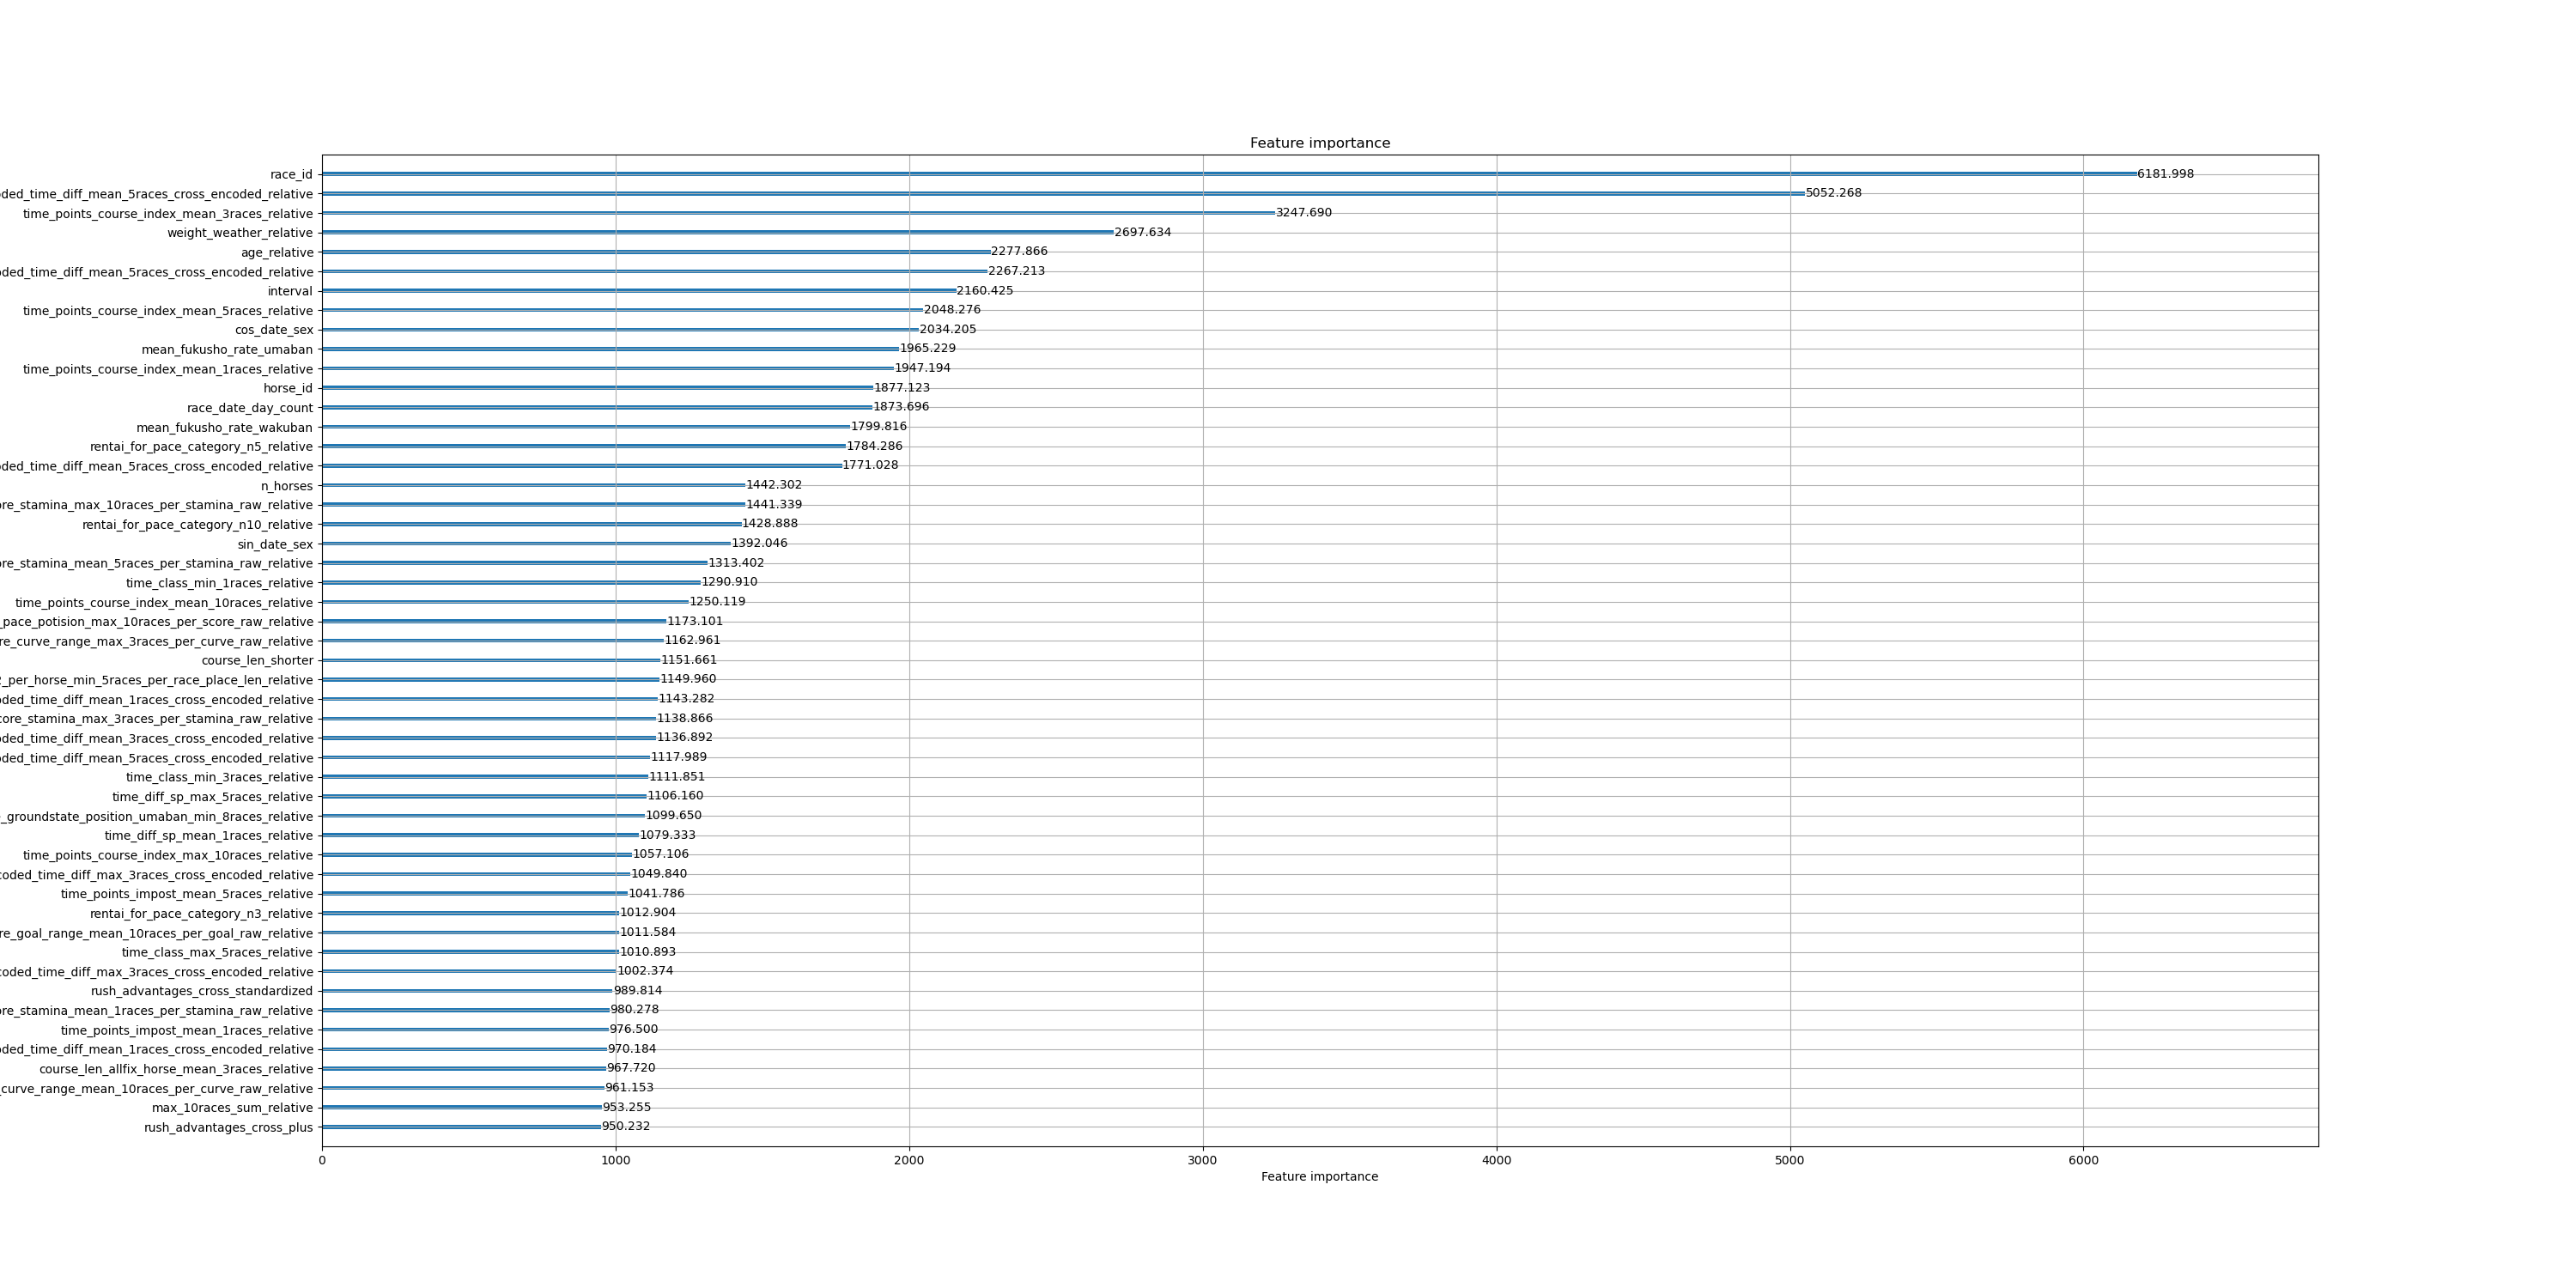 Feature importance
race_id 6181.998
ded_time_diff_mean_5races_cross_encoded_relative 5052.268
time_points_course_index_mean_3races_relative 3247.690
weight_weather_relative 2697.634
age_relative 2277.866
ded_time_diff_mean_5races_cross_encoded_relative 2267.213
interval 2160.425
time_points_course_index_mean_5races_relative 2048.276
cos_date_sex 2034.205
mean_fukusho_rate_umaban 1965.229
time_points_course_index_mean_1races_relative 1947.194
horse_id 1877.123
race_date_day_count 1873.696
mean_fukusho_rate_wakuban 1799.816
rentai_for_pace_category_n5_relative 1784.286
ded_time_diff_mean_5races_cross_encoded_relative 1771.028
n_horses 1442.302
re_stamina_max_10races_per_stamina_raw_relative 1441.339
rentai_for_pace_category_n10_relative 1428.888
sin_date_sex 1392.046
re_stamina_mean_5races_per_stamina_raw_relative 1313.402
time_class_min_1races_relative 1290.910
time_points_course_index_mean_10races_relative 1250.119
_pace_potision_max_10races_per_score_raw_relative 1173.101
re_curve_range_max_3races_per_curve_raw_relative 1162.961
course_len_shorter 1151.661
_per_horse_min_5races_per_race_place_len_relative 1149.960
ded_time_diff_mean_1races_cross_encoded_relative 1143.282
core_stamina_max_3races_per_stamina_raw_relative 1138.866
ded_time_diff_mean_3races_cross_encoded_relative 1136.892
ded_time_diff_mean_5races_cross_encoded_relative 1117.989
time_class_min_3races_relative 1111.851
time_diff_sp_max_5races_relative 1106.160
_groundstate_position_umaban_min_8races_relative 1099.650
time_diff_sp_mean_1races_relative 1079.333
time_points_course_index_max_10races_relative 1057.106
coded_time_diff_max_3races_cross_encoded_relative 1049.840
time_points_impost_mean_5races_relative 1041.786
rentai_for_pace_category_n3_relative 1012.904
re_goal_range_mean_10races_per_goal_raw_relative 1011.584
time_class_max_5races_relative 1010.893
coded_time_diff_max_3races_cross_encoded_relative 1002.374
rush_advantages_cross_standardized 989.814
re_stamina_mean_1races_per_stamina_raw_relative 980.278
time_points_impost_mean_1races_relative 976.500
ded_time_diff_mean_1races_cross_encoded_relative 970.184
course_len_allfix_horse_mean_3races_relative 967.720
_curve_range_mean_10races_per_curve_raw_relative 961.153
max_10races_sum_relative 953.255
rush_advantages_cross_plus 950.232
0 1000 2000 3000 4000 5000 6000
Feature importance